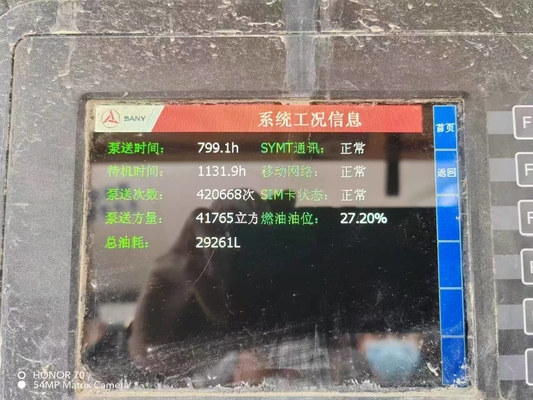 SANY
系统工况信息
首页
泵送时间： 799.1h SYMT通讯： 正常
待机时间： 1131.9h 移动网络： 正常
返回
泵送次数： 420668次 SIM卡状态： 正常
泵送方量： 41765立方 燃油油位： 27.20%
总油耗： 29261L
F
F
F
HONOR 70
54MP Matrix Camera